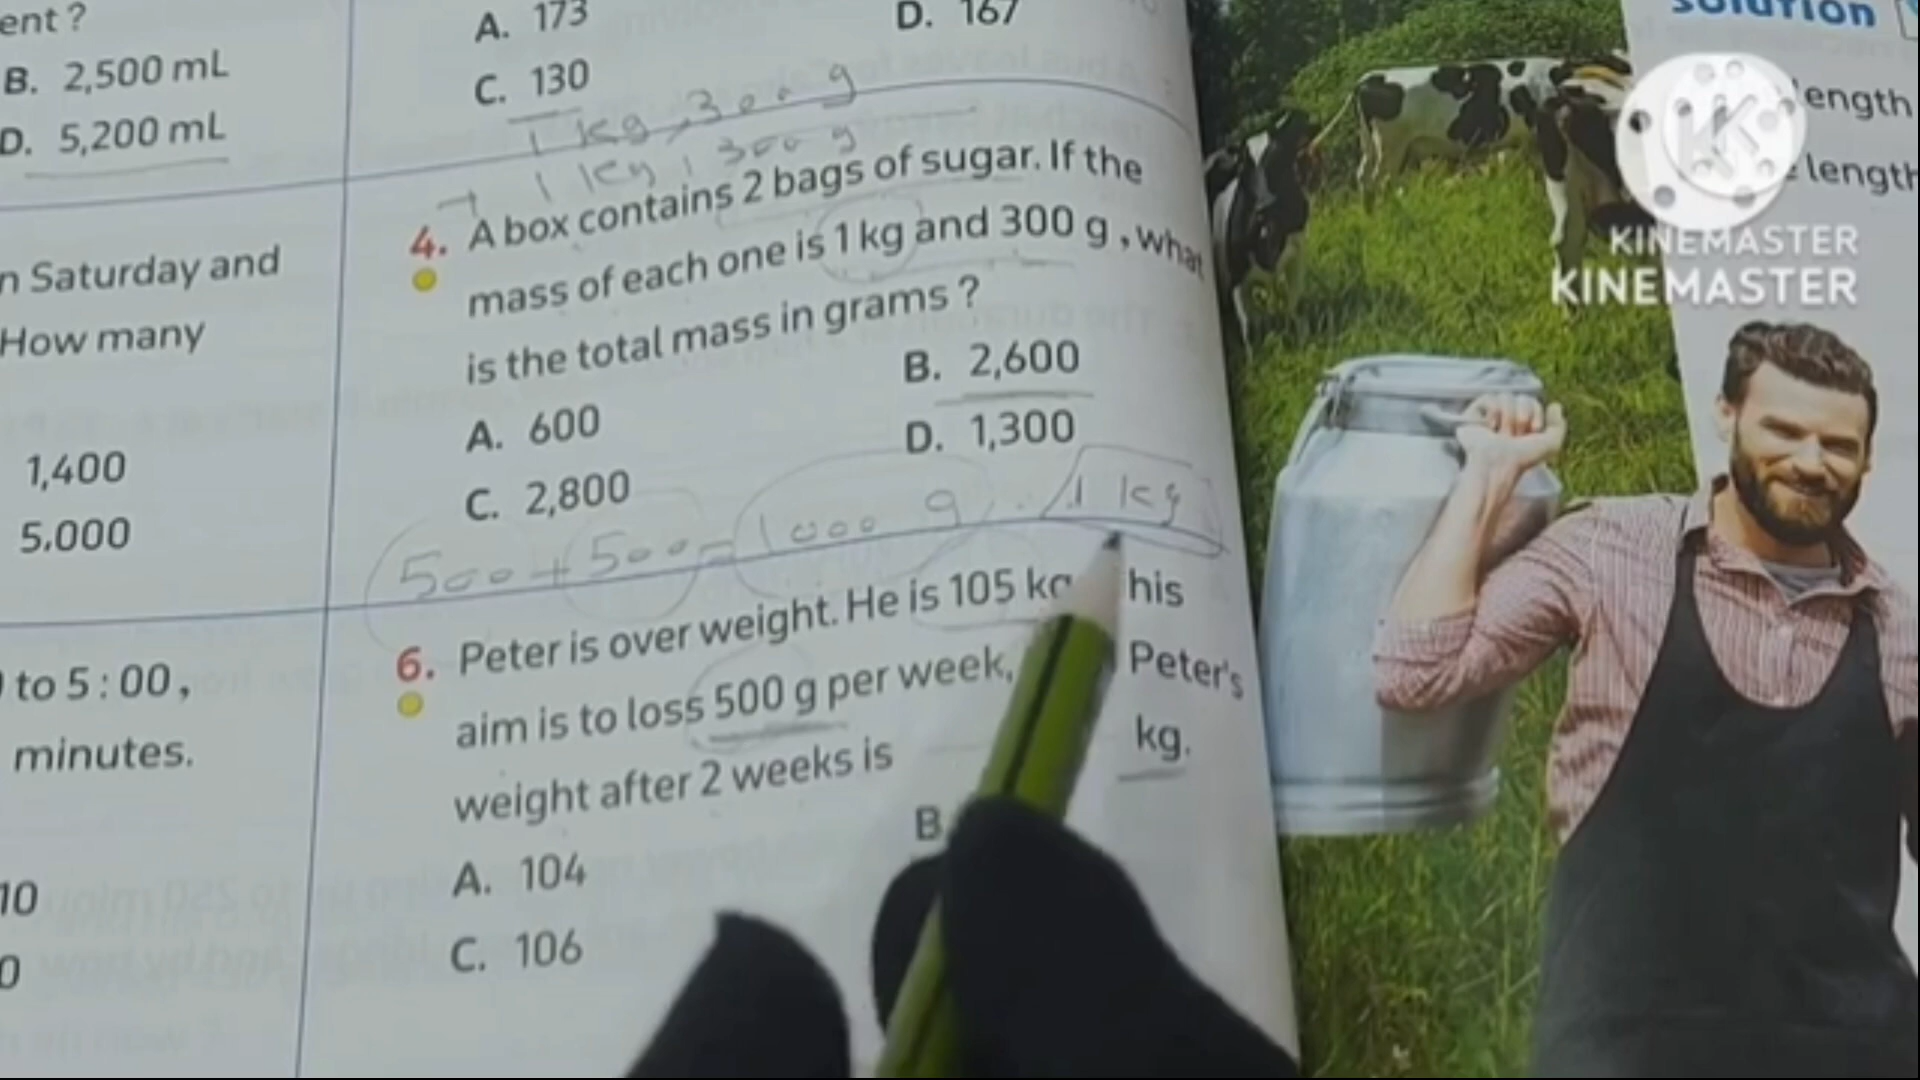 ent ?
B. 2,500 mL
D. 5,200 mL
n Saturday and
How many
1,400
5,000
to 5 : 00 ,
minutes.
10
0
A. 173
D. 167
C. 130
1 kg , 300 g
+ 1 kg , 300 g
4. A box contains 2 bags of sugar. If the
mass of each one is 1 kg and 300 g , what
is the total mass in grams ?
A. 600
B. 2,600
C. 2,800
D. 1,300
500 + 500 = 1000 g 1 kg
6. Peter is over weight. He is 105 kg his
aim is to loss 500 g per week, Peter's
weight after 2 weeks is kg.
A. 104
B
C. 106
solution
length
length
KINEMASTER
KINEMASTER